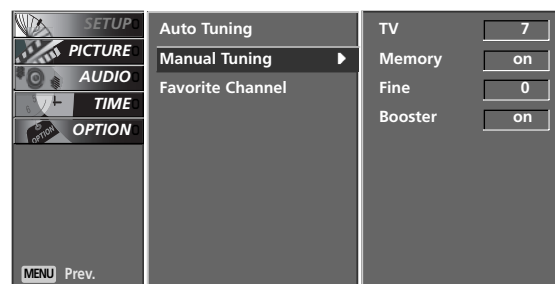 SETUP
PICTURE
AUDIO
TIME
OPTION
MENU Prev.
Auto Tuning
Manual Tuning
Favorite Channel
TV 7
Memory on
Fine 0
Booster on